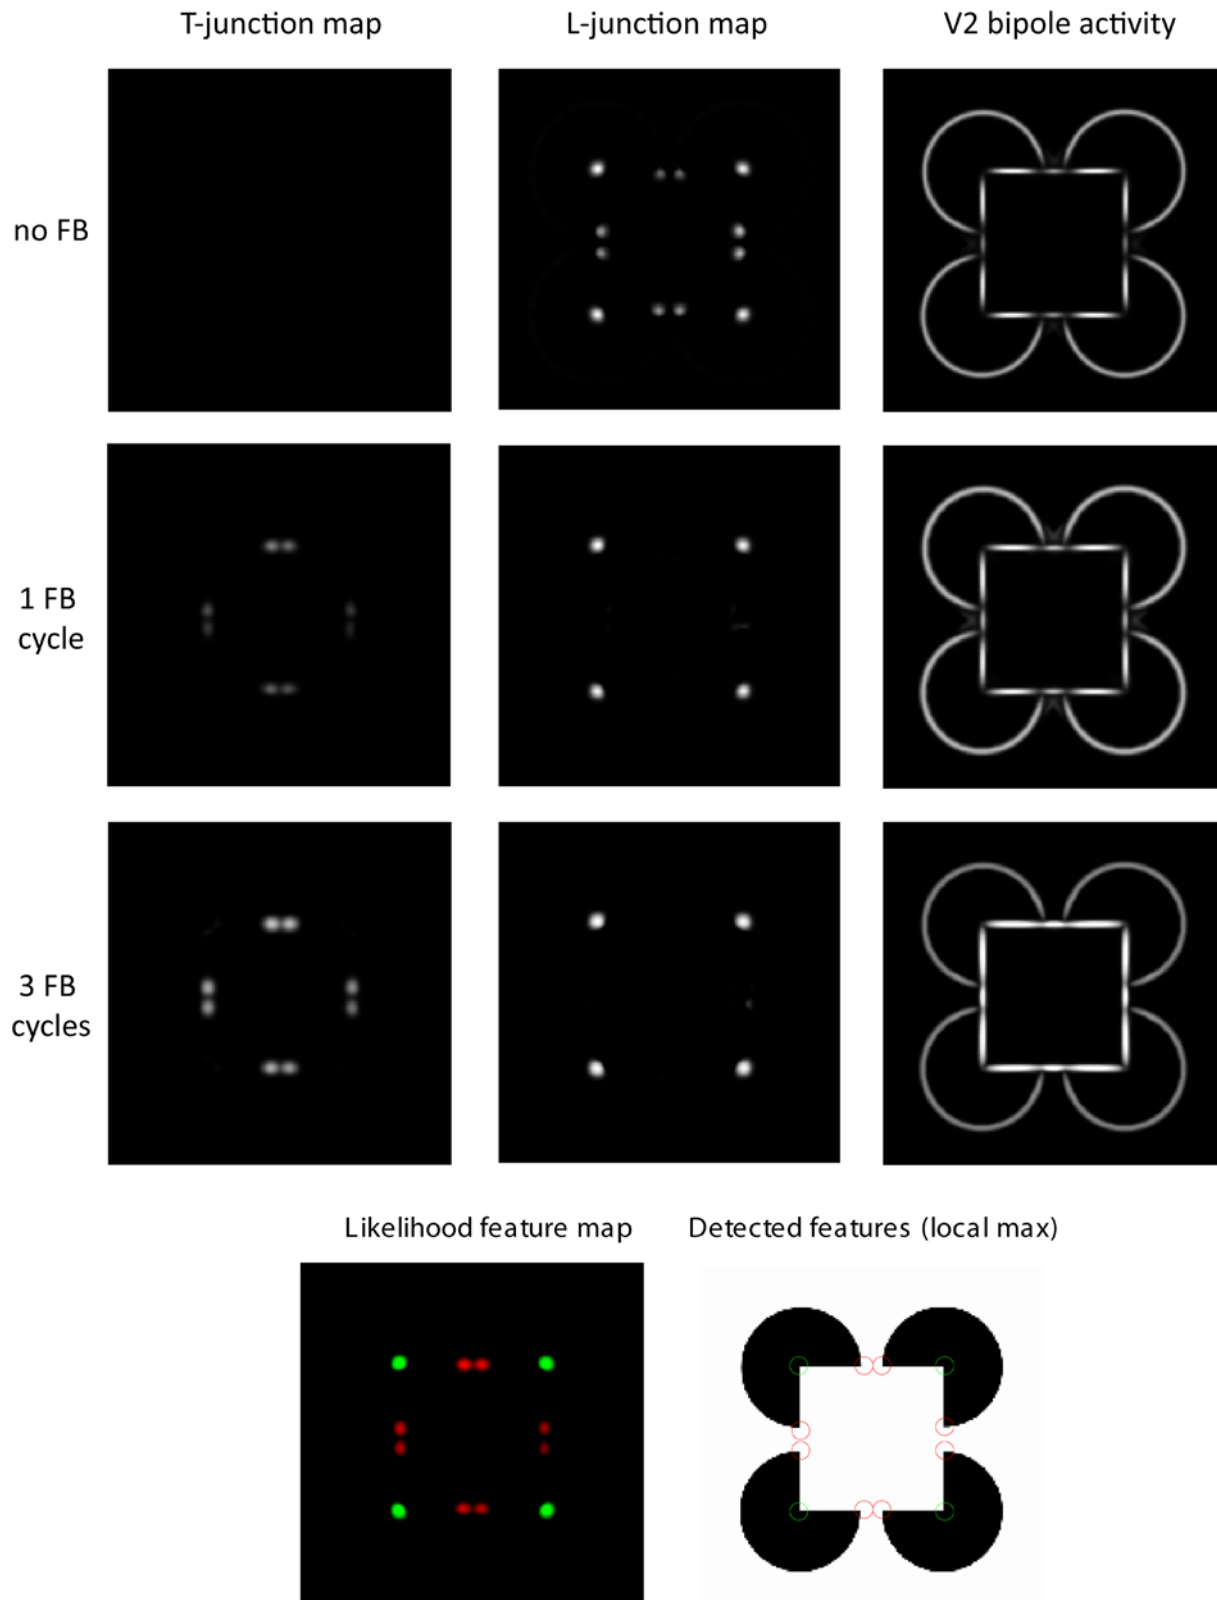 T-junction map L-junction map V2 bipole activity
no FB
1 FB
cycle
3 FB
cycles
Likelihood feature map Detected features (local max)